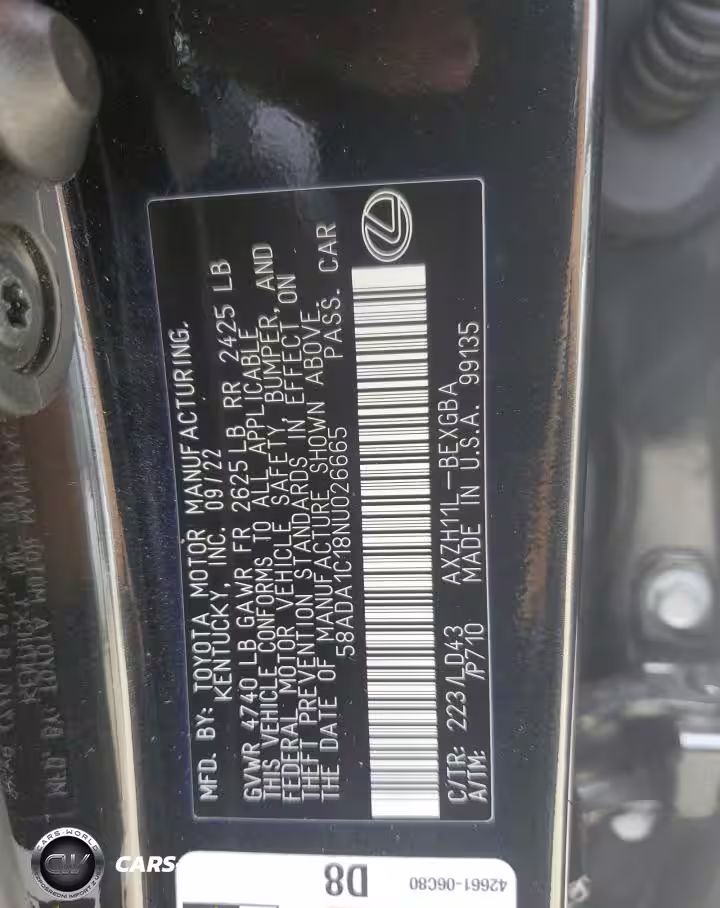 MFD. BY: TOYOTA MOTOR MANUFACTURING.
KENTUCKY, INC. 09/22
GVWR 4740 LB GAWR FR 2625 LB RR 2425 LB
THIS VEHICLE CONFORMS TO ALL APPLICABLE
FEDERAL MOTOR VEHICLE SAFETY, BUMPER, AND
THEFT PREVENTION STANDARDS IN EFFECT ON
THE DATE OF MANUFACTURE SHOWN ABOVE.
58ADA1C18NU026665 PASS. CAR
C/TR: 223/LD43 AXZH11L-BEXGBA
A/TM: /P710 MADE IN U.S.A. 99135
D8
42661-06C80
CARS-WORLD
CW
CARS-